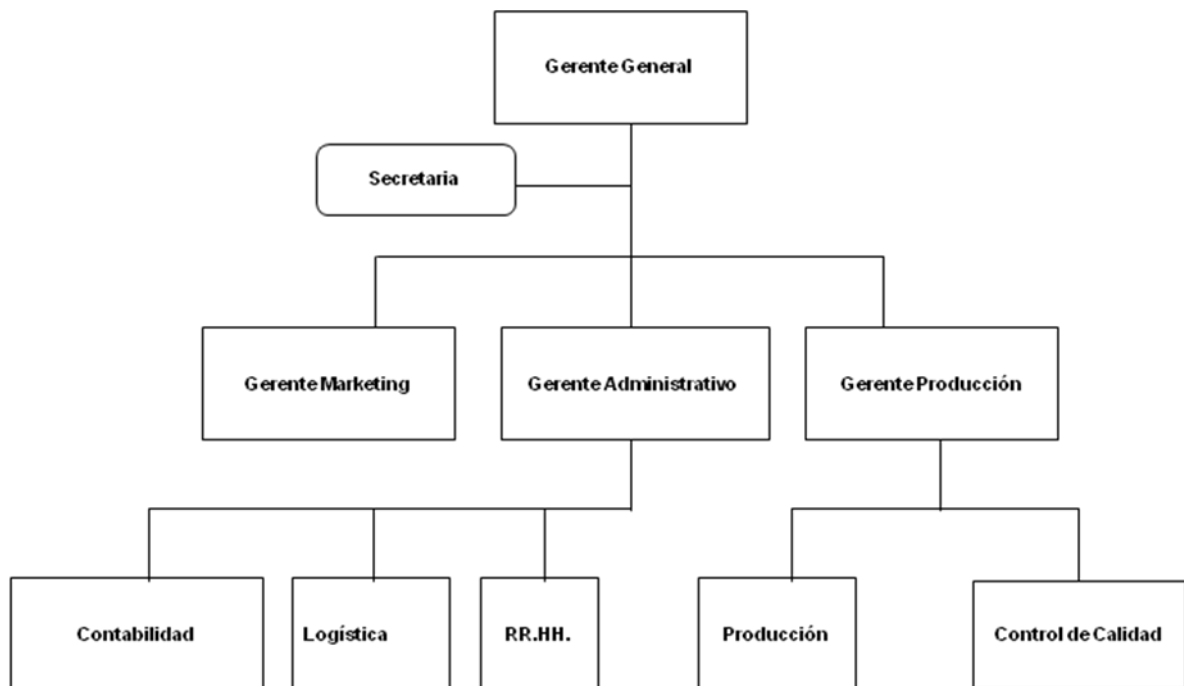 Gerente General
Secretaria
Gerente Marketing
Gerente Administrativo
Gerente Producción
Contabilidad
Logística
RR.HH.
Producción
Control de Calidad